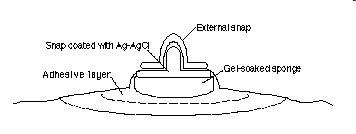 External snap
Snap coated with Ag-AgCl
Adhesive layer
Gel-soaked sponge